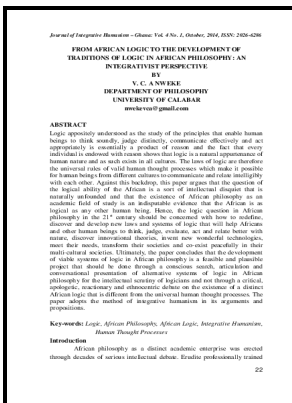 Journal of Integrative Humanism – Ghana: Vol. 4 No. 1, October, 2014, ISSN: 2026-6286
FROM AFRICAN LOGIC TO THE DEVELOPMENT OF
TRADITIONS OF LOGIC IN AFRICAN PHILOSOPHY: AN
INTEGRATIVIST PERSPECTIVE
BY
V. C. A NWEKE
DEPARTMENT OF PHILOSOPHY
UNIVERSITY OF CALABAR
nwekavca@gmail.com
ABSTRACT
Logic appositely understood as the study of the principles that enable human
beings to think soundly, judge distinctly, communicate effectively and act
appropriately is essentially a product of reason and the fact that every
individual is endowed with reason shows that logic is a natural appurtenance of
human nature and as such exists in all cultures. The laws of logic are therefore
the universal rules of valid human thought processes which make it possible
for human beings from different cultures to communicate and relate intelligibly
with each other. Against this backdrop, this paper argues that the question of
the logical ability of the African is a sort of intellectual disquiet that is
naturally unfounded and that the existence of African philosophy as an
academic field of study is an indisputable evidence that the African is as
logical as any other human being. Hence, the logic question in African
philosophy in the 21st century should be concerned with how to redefine,
discover and develop new laws and systems of logic that will help Africans
and other human beings to think, judge, evaluate, act and relate better with
nature, discover innovational theories, invent new wonderful technologies,
meet their needs, transform their societies and co-exist peacefully in their
multi-cultural societies. Ultimately, the paper concludes that the development
of viable systems of logic in African philosophy is a feasible and plausible
project that should be done through a conscious search, articulation and
conversational presentation of alternative systems of logic in African
philosophy for the intellectual scrutiny of logicians and not through a critical,
apologetic, reactionary and ethnocentric debate on the existence of a distinct
African logic that is different from the universal human thought processes. The
paper adopts the method of integrative humanism in its arguments and
propositions.
Key-words: Logic, African Philosophy, African Logic, Integrative Humanism,
Human Thought Processes
Introduction
African philosophy as a distinct academic enterprise was erected
through decades of serious intellectual debate. Erudite professionally trained
22